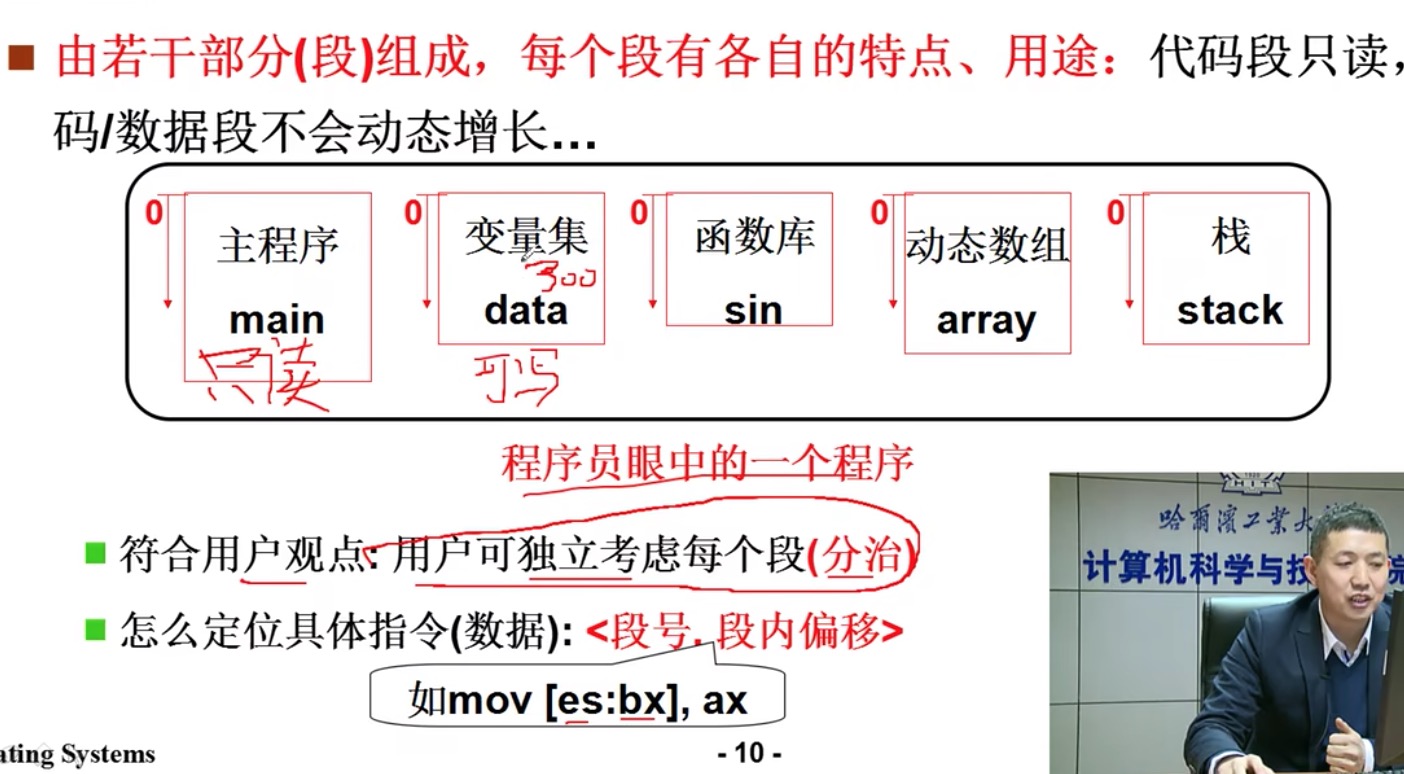 由若干部分(段)组成，每个段有各自的特点、用途：代码段只读，
码/数据段不会动态增长...
0 主程序 main 只读
0 变量集 300 data 可写
0 函数库 sin
0 动态数组 array
0 栈 stack
程序员眼中的一个程序
符合用户观点: 用户可独立考虑每个段(分治)
怎么定位具体指令(数据): <段号, 段内偏移>
如mov [es:bx], ax
ating Systems
- 10 -
哈尔滨工业大
计算机科学与技